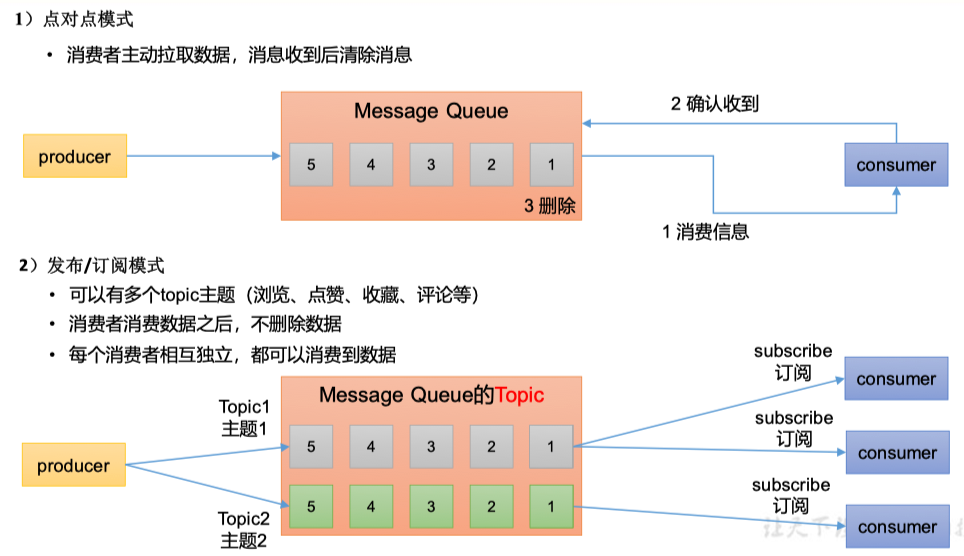 1）点对点模式
• 消费者主动拉取数据，消息收到后清除消息
Message Queue
2 确认收到
producer
5 4 3 2 1
consumer
3 删除
1 消费信息
2）发布/订阅模式
• 可以有多个topic主题（浏览、点赞、收藏、评论等）
• 消费者消费数据之后，不删除数据
• 每个消费者相互独立，都可以消费到数据
Message Queue的Topic
subscribe
订阅
consumer
Topic1
主题1
5 4 3 2 1
subscribe
订阅
consumer
producer
5 4 3 2 1
subscribe
订阅
consumer
Topic2
主题2
让天下